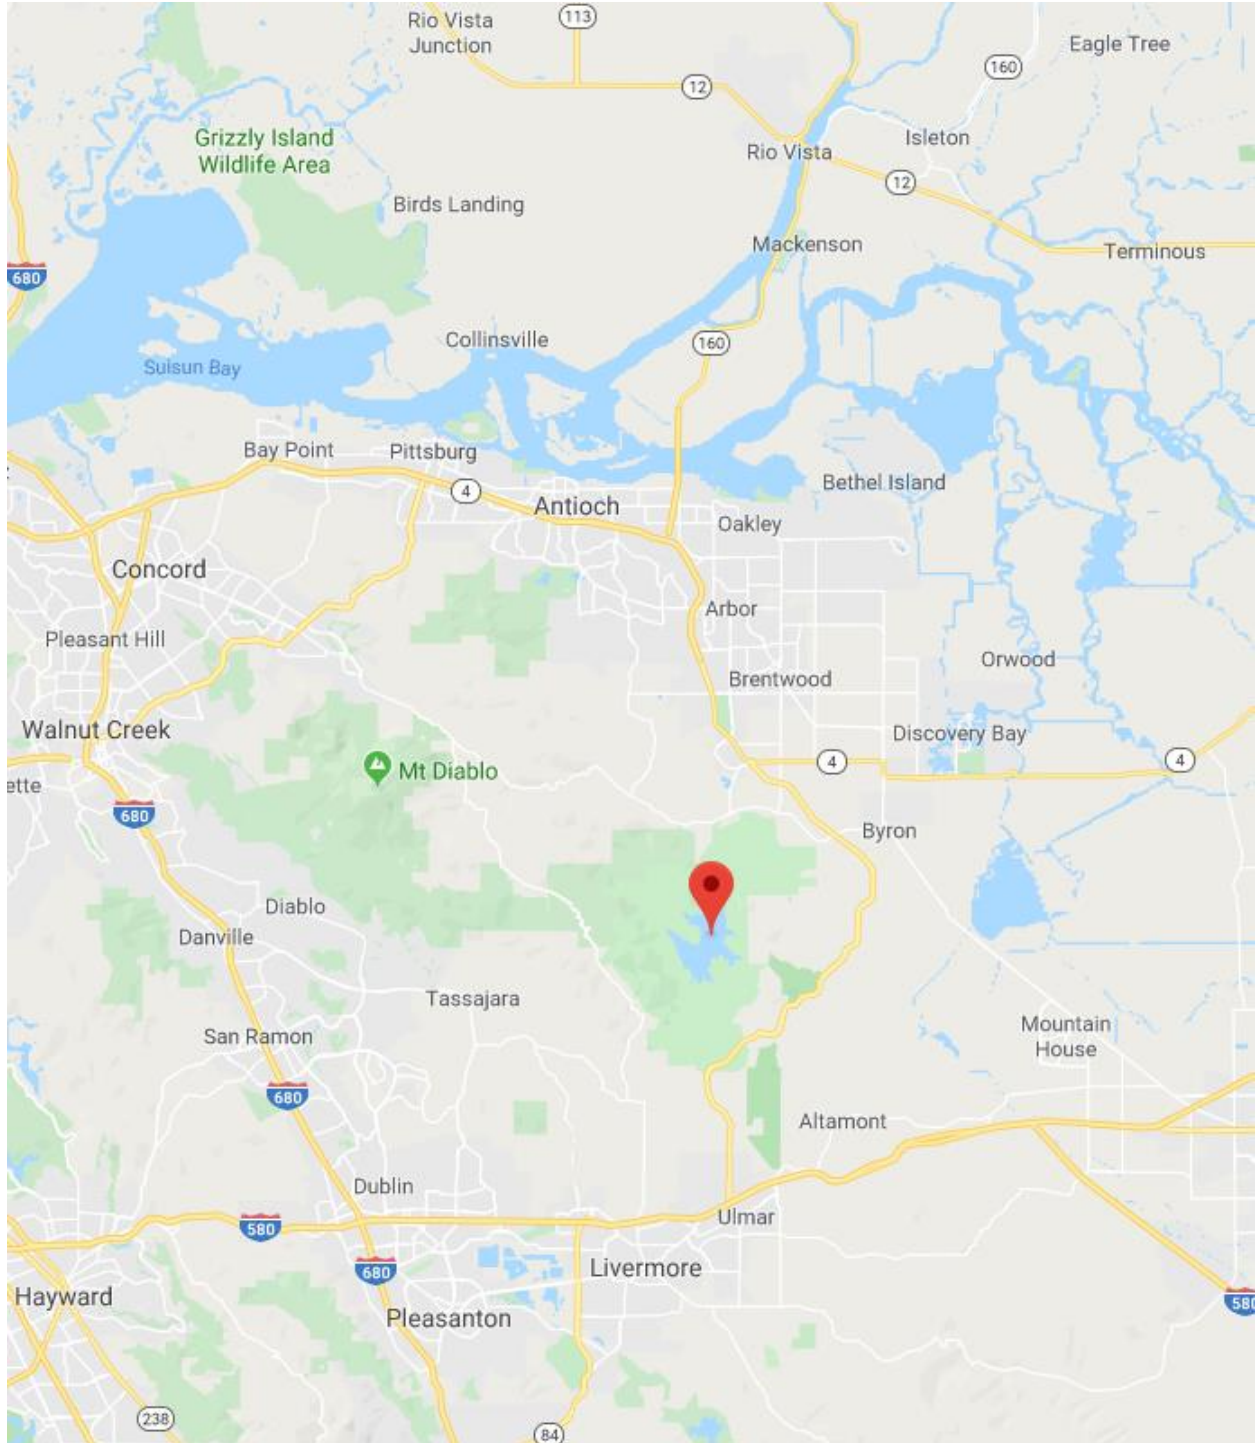 Rio Vista
Junction
113
Eagle Tree
160
12
Grizzly Island
Wildlife Area
Isleton
Rio Vista
12
Birds Landing
Mackenson
Terminous
680
Collinsville
160
Suisun Bay
Bay Point
Pittsburg
4
Bethel Island
Antioch
Oakley
Concord
Arbor
Pleasant Hill
Orwood
Brentwood
Walnut Creek
Discovery Bay
4
4
Mt Diablo
ette
680
Byron
Diablo
Danville
Tassajara
Mountain
House
San Ramon
680
Altamont
Dublin
Ulmar
580
Livermore
680
Hayward
580
Pleasanton
238
84